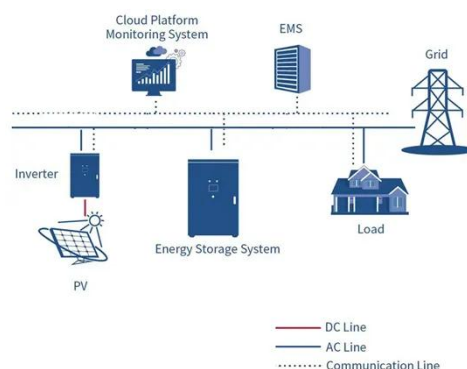 Cloud Platform
Monitoring System
EMS
Grid
Inverter
Energy Storage System
Load
PV
DC Line
AC Line
Communication Line